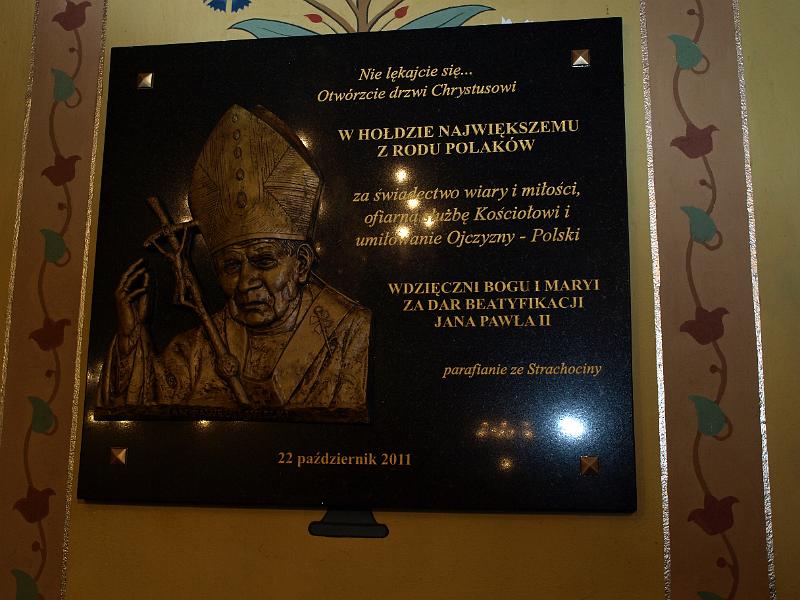 Nie lękajcie się...
Otwórzcie drzwi Chrystusowi
W HOŁDZIE NAJWIĘKSZEMU
Z RODU POLAKÓW
za świadectwo wiary i miłości,
ofiarną służbę Kościołowi i
umiłowanie Ojczyzny - Polski
WDZIĘCZNI BOGU I MARYI
ZA DAR BEATYFIKACJI
JANA PAWŁA II
parafianie ze Strachociny
22 październik 2011